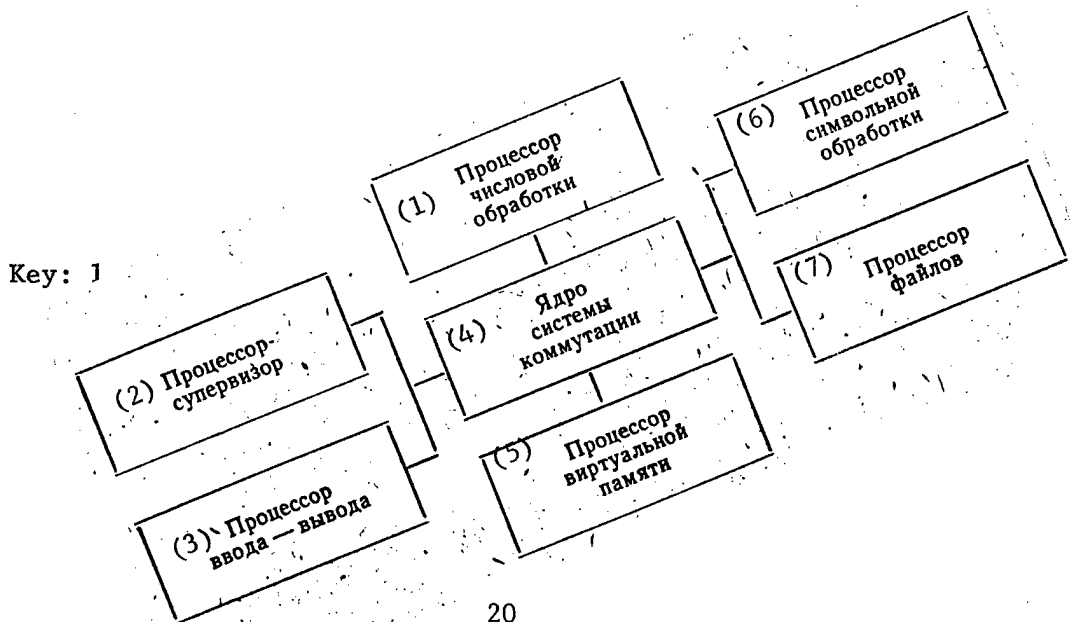 (1) Процессор
числовой
обработки
(6) Процессор
символьной
обработки
Key: 1
(2) Процессор-
супервизор
(4) Ядро
системы
коммутации
(7) Процессор
файлов
(3) Процессор
ввода — вывода
(5) Процессор
виртуальной
памяти
20